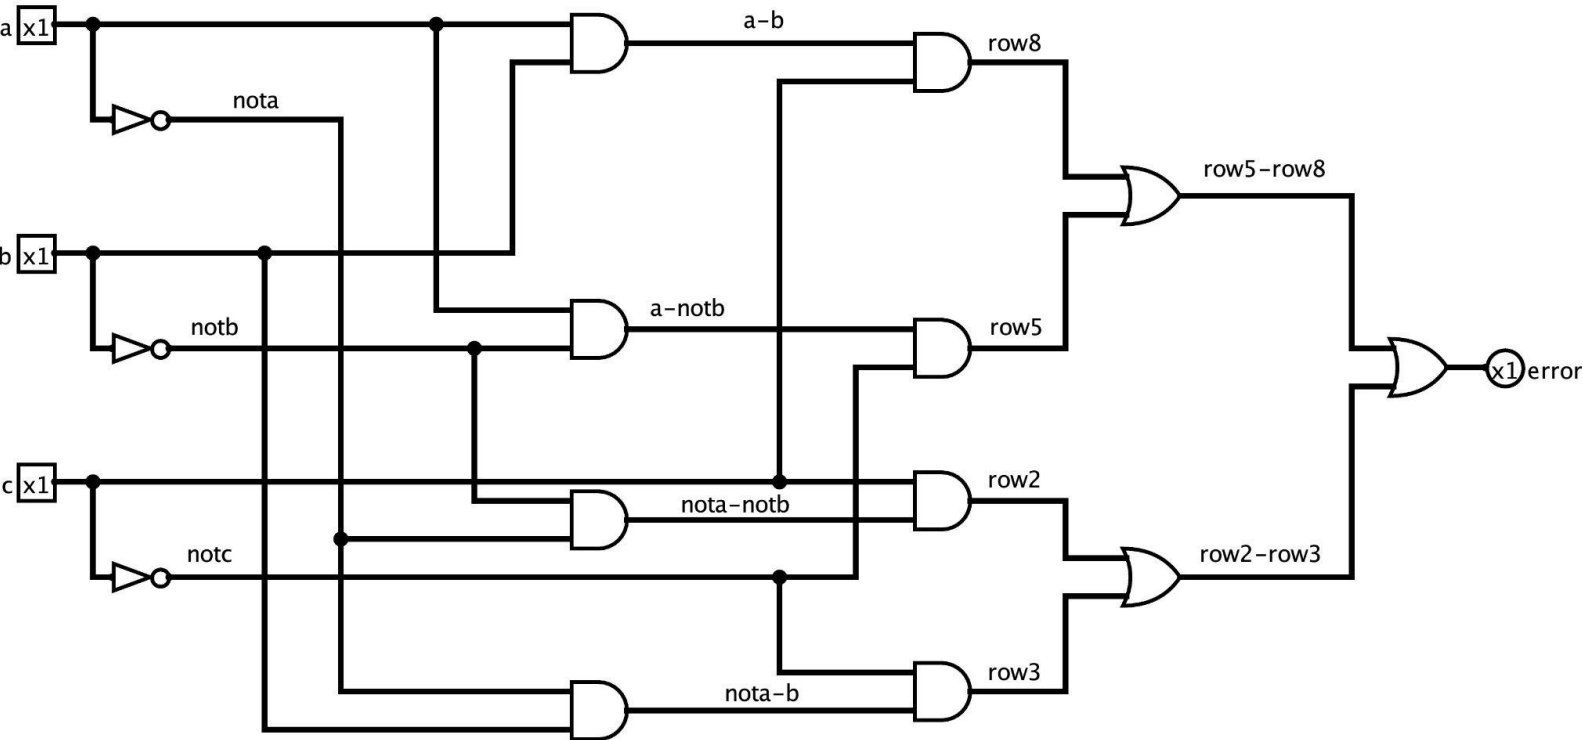 a x1
a-b
row8
nota
row5-row8
b x1
notb
a-notb
row5
x1 error
c x1
row2
nota-notb
notc
row2-row3
row3
nota-b